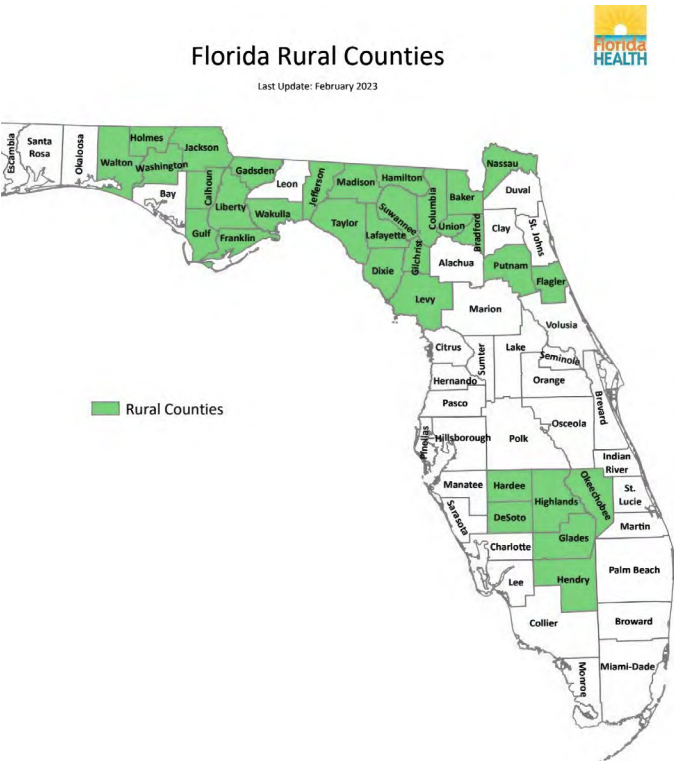 Florida
HEALTH
Florida Rural Counties
Last Update: February 2023
Escambia
Santa
Rosa
Okaloosa
Walton
Holmes
Washington
Jackson
Bay
Calhoun
Gulf
Liberty
Gadsden
Franklin
Wakulla
Leon
Jefferson
Madison
Taylor
Hamilton
Suwannee
Lafayette
Dixie
Columbia
Gilchrist
Levy
Baker
Union
Bradford
Alachua
Nassau
Duval
Clay
St. Johns
Putnam
Flagler
Marion
Volusia
Citrus
Sumter
Lake
Seminole
Hernando
Orange
Pasco
Brevard
Rural Counties
Pinellas
Hillsborough
Polk
Osceola
Indian
River
Manatee
Hardee
Highlands
Okeechobee
St.
Lucie
Sarasota
DeSoto
Martin
Charlotte
Glades
Lee
Hendry
Palm Beach
Collier
Broward
Monroe
Miami-Dade